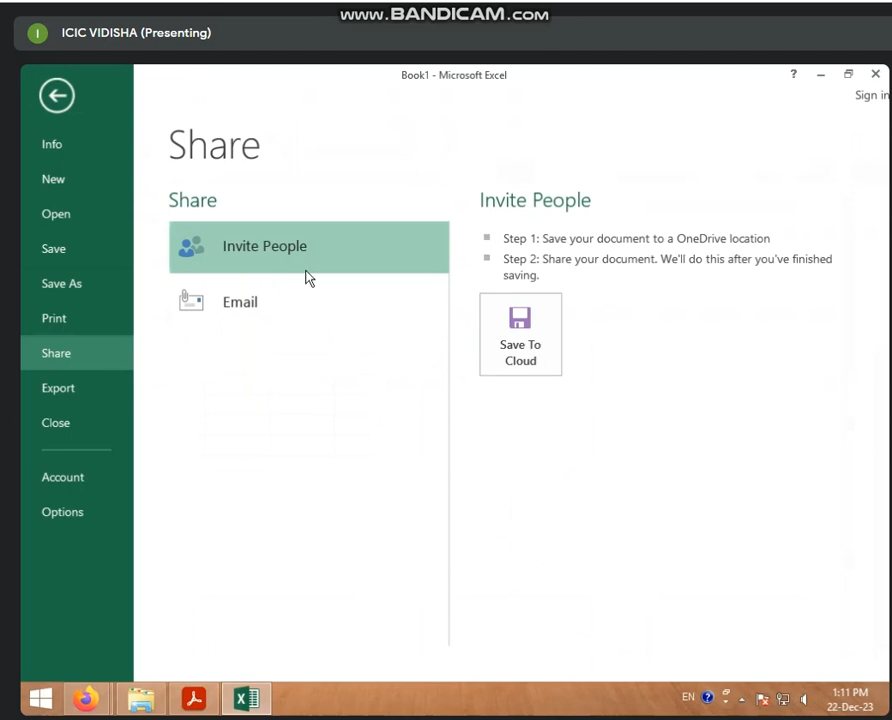 www.BANDICAM.com
I ICIC VIDISHA (Presenting)
Book1 - Microsoft Excel
?
Sign in
Info
New
Open
Save
Save As
Print
Share
Export
Close
Account
Options
Share
Share
Invite People
Email
Invite People
Step 1: Save your document to a OneDrive location
Step 2: Share your document. We'll do this after you've finished
saving.
Save To
Cloud
EN
?
1:11 PM
22-Dec-23